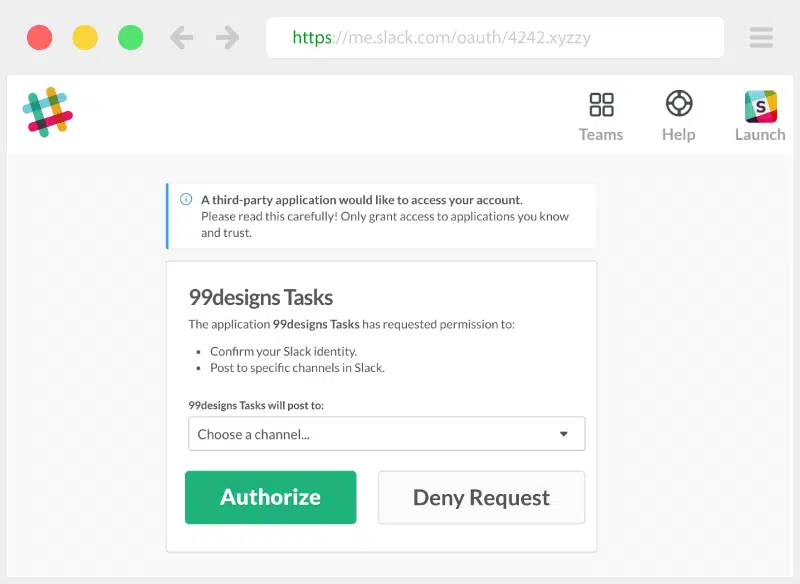 https://me.slack.com/oauth/4242.xyzzy
Teams
Help
S
Launch
A third-party application would like to access your account.
Please read this carefully! Only grant access to applications you know
and trust.
99designs Tasks
The application 99designs Tasks has requested permission to:
• Confirm your Slack identity.
• Post to specific channels in Slack.
99designs Tasks will post to:
Choose a channel...
Authorize
Deny Request